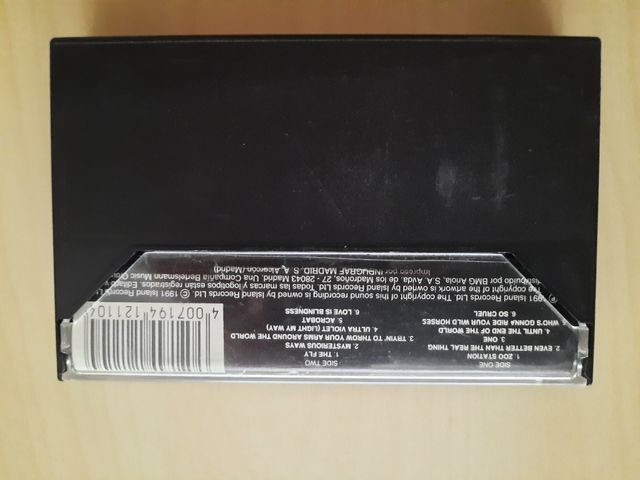 SIDE ONE
1. ZOO STATION
2. EVEN BETTER THAN THE REAL THING
3. ONE
4. UNTIL THE END OF THE WORLD
WHO'S GONNA RIDE YOUR WILD HORSES
6. SO CRUEL
SIDE TWO
1. THE FLY
2. MYSTERIOUS WAYS
3. TRYIN' TO THROW YOUR ARMS AROUND THE WORLD
4. ULTRA VIOLET (LIGHT MY WAY)
5. ACROBAT
6. LOVE IS BLINDNESS
4 007194 121104
℗ 1991 Island Records Ltd. The copyright of this sound recording is owned by Island Records Ltd. © 1991 Island Records
The copyright of the artwork is owned by Island Records Ltd. Todas las marcas y logotipos están registrados.
distribuido por BMG Ariola, S.A. Avda. de los Madroños, 27 - 28043 Madrid. Una Compañía Bertelsmann Music
Impreso por INDUGRAF MADRID, S. A. Alcorcón (Madrid)